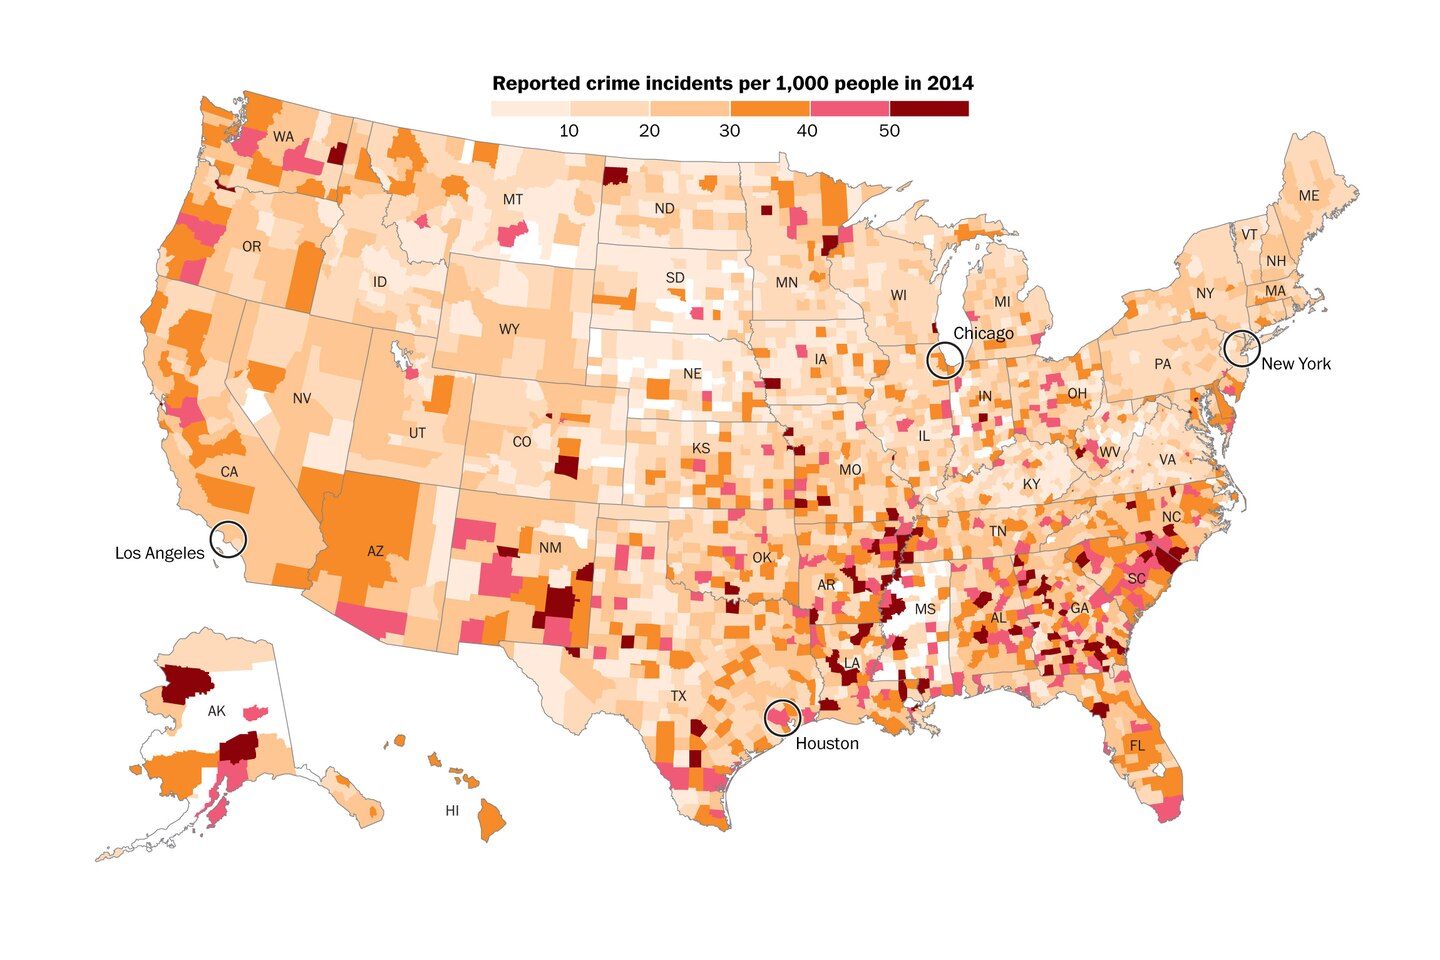 Reported crime incidents per 1,000 people in 2014
10 20 30 40 50
WA
MT
ND
ME
OR
ID
SD
MN
WI
MI
VT
NH
NY
MA
WY
NE
IA
Chicago
New York
PA
NV
UT
CO
KS
MO
IL
IN
OH
WV
VA
KY
CA
Los Angeles
AZ
NM
OK
AR
TN
NC
SC
MS
AL
GA
LA
TX
Houston
FL
AK
HI